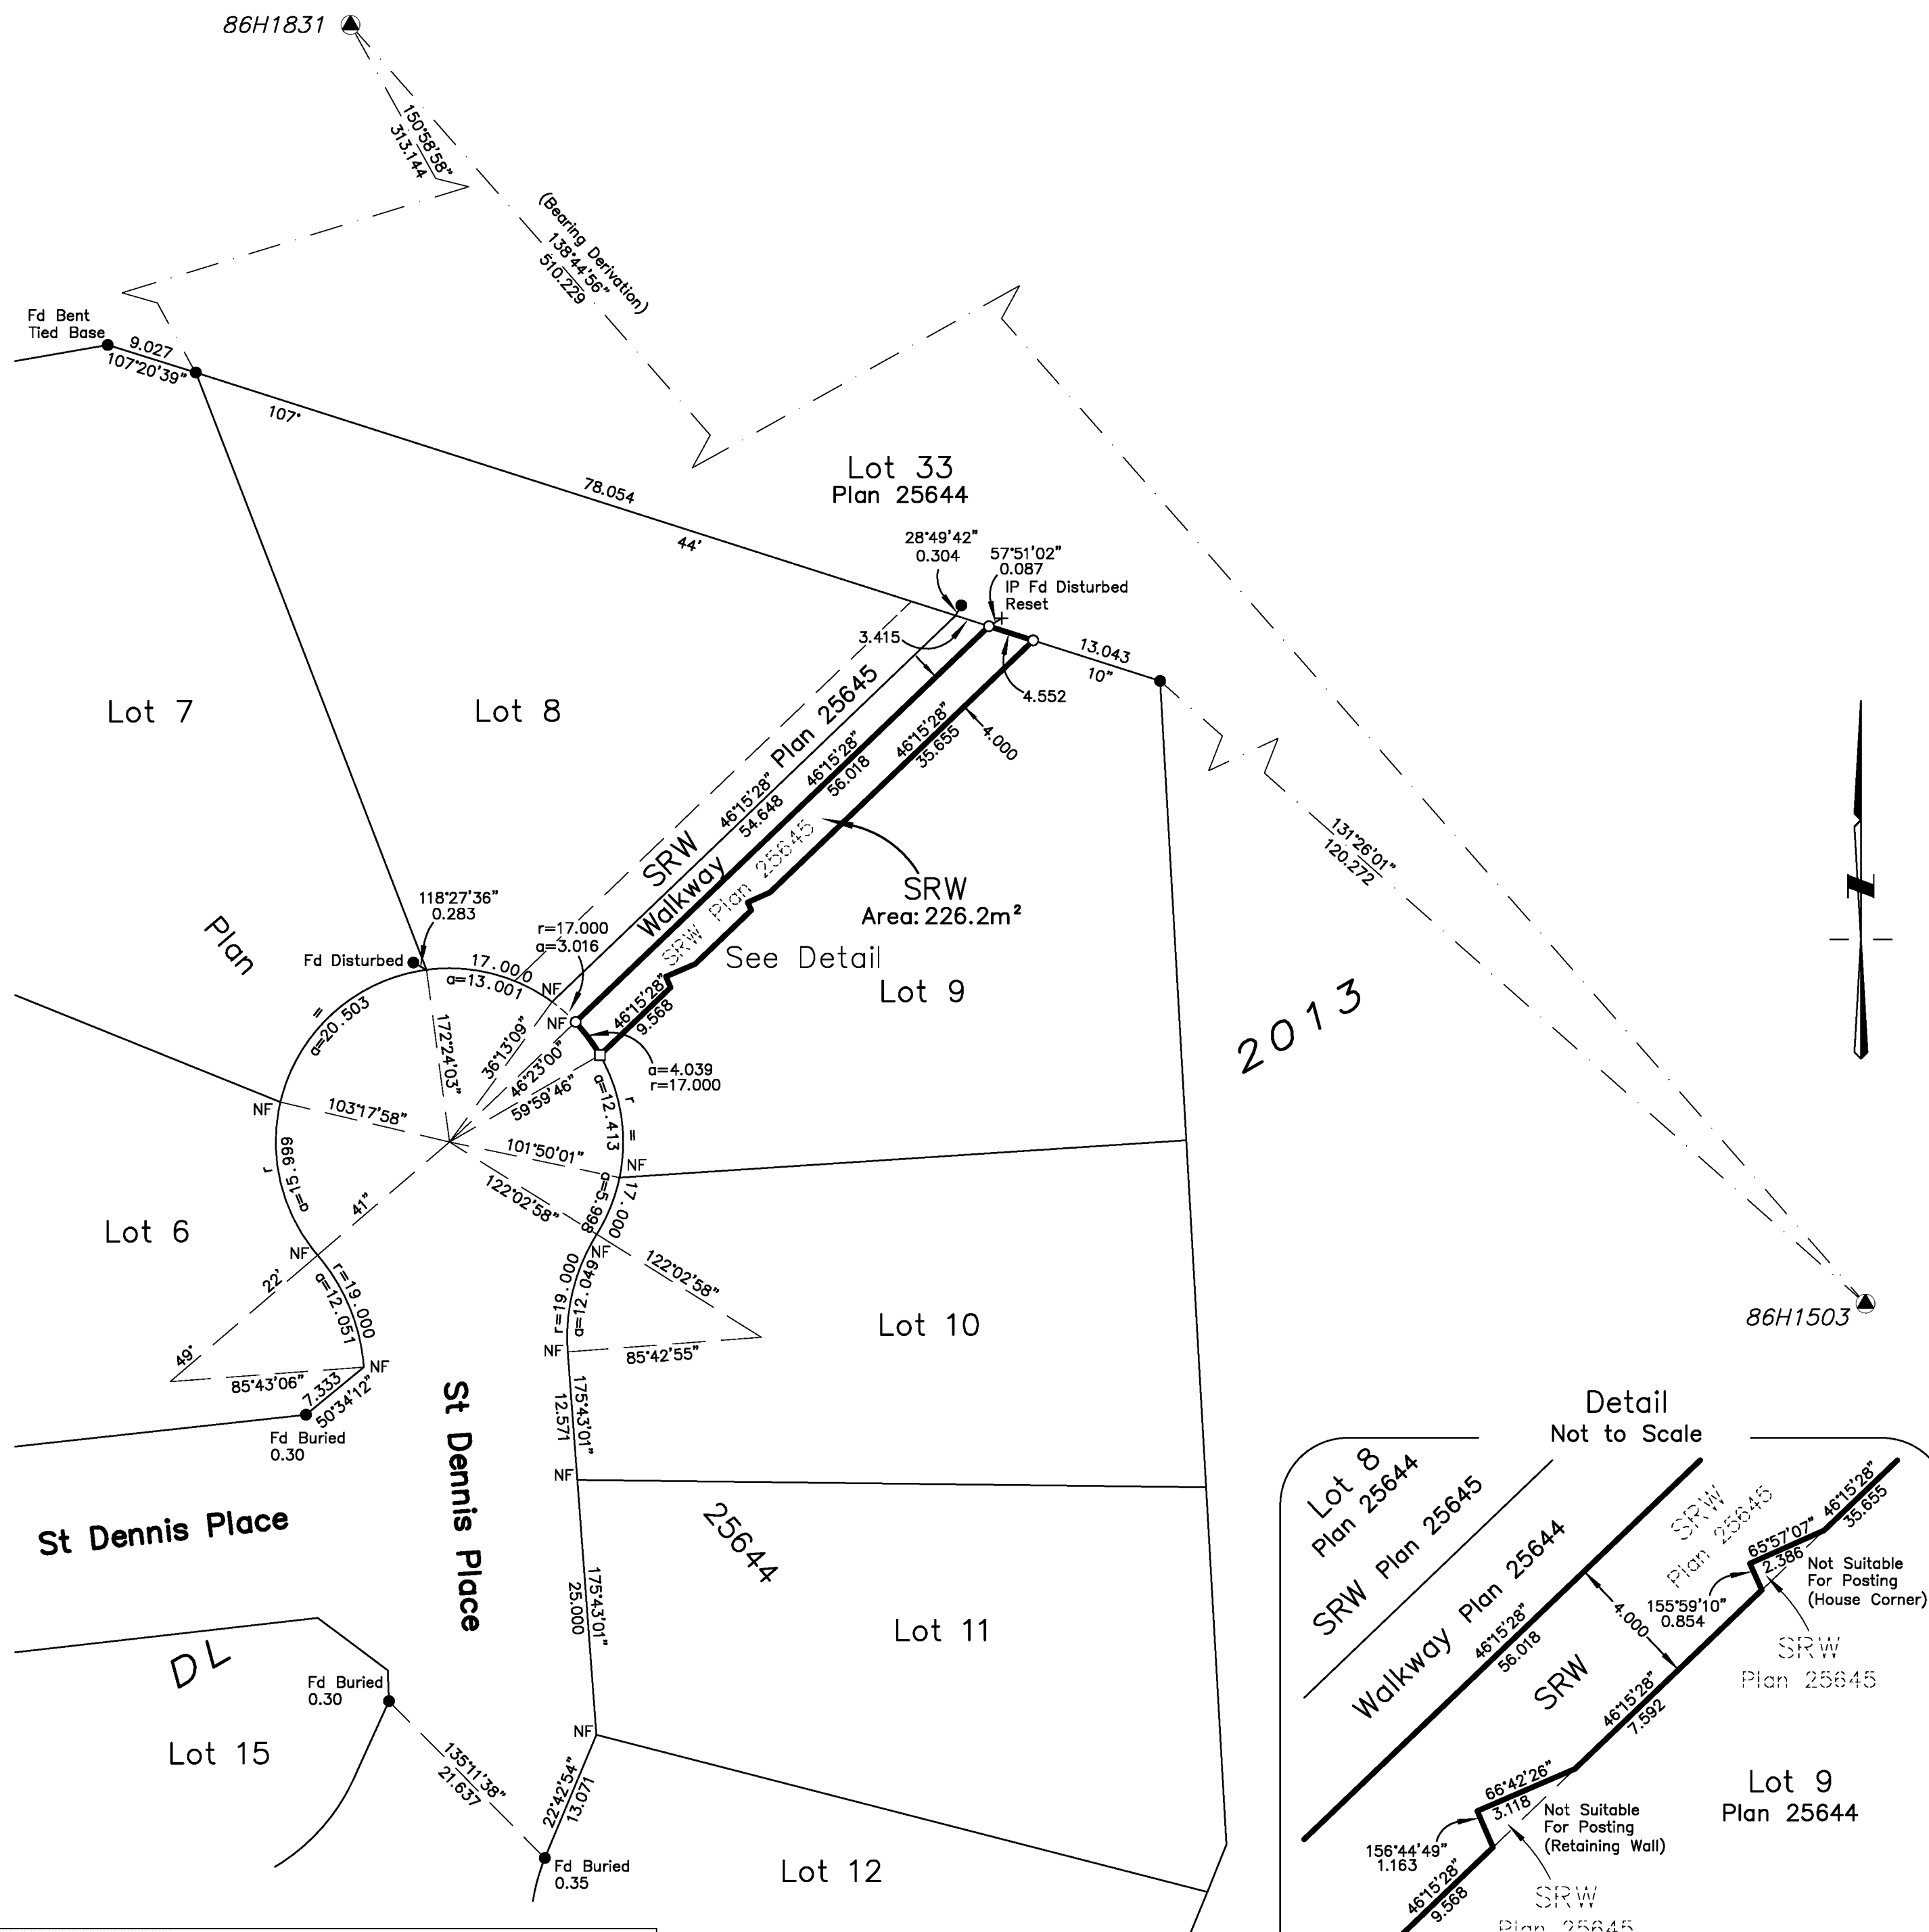 86H1831
150°58'58"
313.144
(Bearing Derivation)
138°44'56"
510.229
Fd Bent
Tied Base
9.027
107°20'39"
107°
78.054
44'
Lot 33
Plan 25644
28°49'42"
0.304
57°51'02"
0.087
IP Fd Disturbed
Reset
3.415
13.043
10"
4.552
4.000
Lot 7
Lot 8
SRW Plan 25645
46°15'28"
54.648
46°15'28"
56.018
46°15'28"
35.655
Walkway
SRW Plan 25645
SRW
Area: 226.2m²
See Detail
Lot 9
131°26'01"
120.272
118°27'36"
0.283
r=17.000
a=3.016
Plan
Fd Disturbed
17.000
a=13.001
NF
NF
46°15'28"
9.568
a=4.039
r=17.000
=
a=20.503
172°24'03"
36°13'09"
46°23'00"
59°59'46"
a=12.413
r
=
2013
NF
103°17'58"
101°50'01"
NF
122°02'58"
a=5.998
17.000
a=15.999
r
41"
Lot 6
NF
NF
22'
r=19.000
a=12.051
r=19.000
a=12.049
122°02'58"
49°
85°43'06"
NF
NF
85°42'55"
7.333
50°34'12"
Fd Buried
0.30
Lot 10
86H1503
175°43'01"
12.571
St Dennis Place
St Dennis Place
NF
25644
175°43'01"
25.000
Lot 11
DL
Fd Buried
0.30
Lot 15
NF
135°11'38"
21.637
22°42'54"
13.071
Fd Buried
0.35
Lot 12
Detail
Not to Scale
Lot 8
Plan 25644
SRW Plan 25645
Walkway Plan 25644
46°15'28"
56.018
SRW
Plan 25645
46°15'28"
35.655
65°57'07"
2.386
Not Suitable
For Posting
(House Corner)
155°59'10"
0.854
4.000
SRW
Plan 25645
SRW
46°15'28"
7.592
66°42'26"
3.118
Not Suitable
For Posting
(Retaining Wall)
156°44'49"
1.163
46°15'28"
9.568
Lot 9
Plan 25644
SRW
Plan 25645